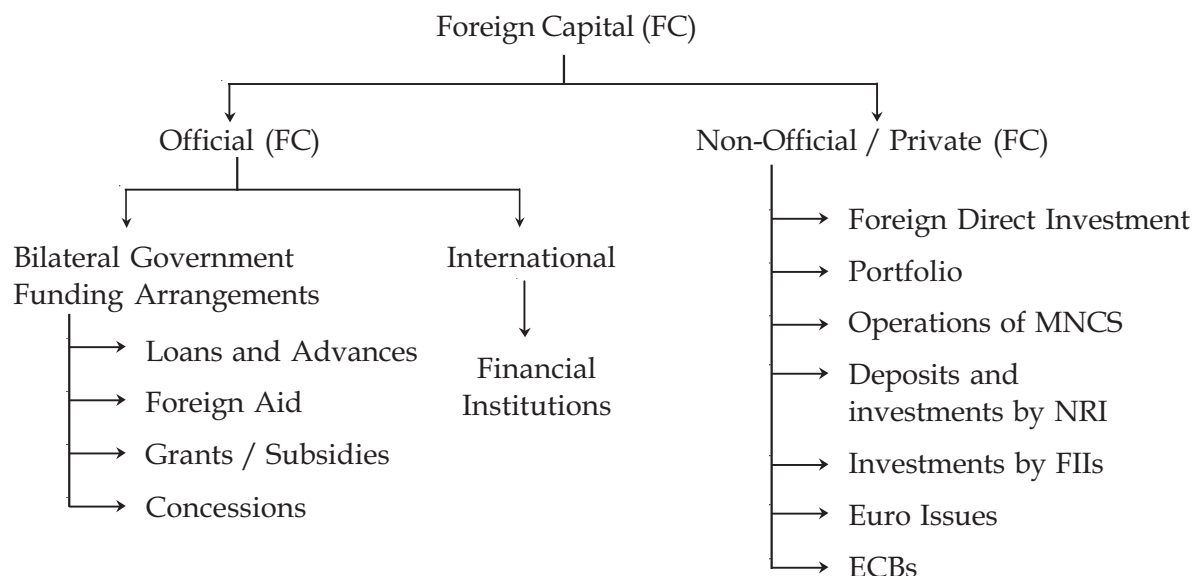 Foreign Capital (FC)
Official (FC)
Non-Official / Private (FC)
Bilateral Government
Funding Arrangements
Loans and Advances
Foreign Aid
Grants / Subsidies
Concessions
International
Financial
Institutions
Foreign Direct Investment
Portfolio
Operations of MNCS
Deposits and
investments by NRI
Investments by FIIs
Euro Issues
ECBs